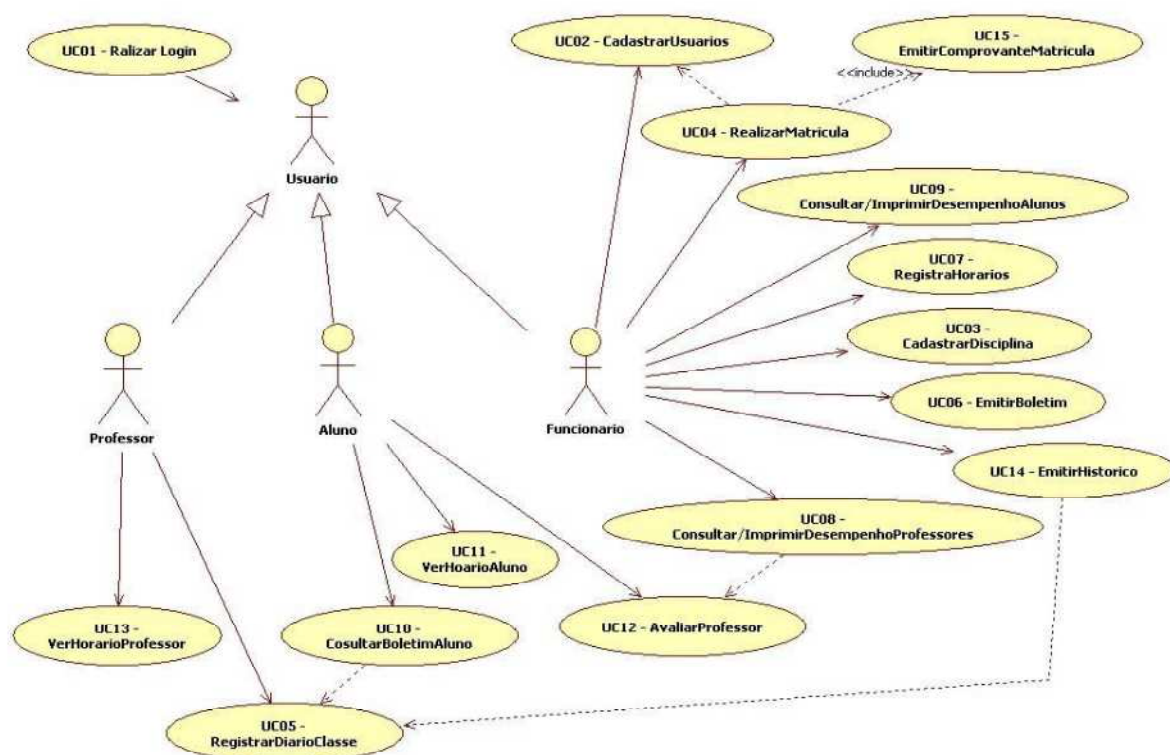 UC01 - Ralizar Login
UC02 - CadastrarUsuarios
UC15 -
EmitirComprovanteMatricula
<<include>>
UC04 - RealizarMatricula
Usuario
UC09 -
Consultar/ImprimirDesempenhoAlunos
UC07 -
RegistraHorarios
UC03 -
CadastrarDisciplina
UC06 - EmitirBoletim
Professor
Aluno
Funcionario
UC14 - EmitirHistorico
UC08 -
Consultar/ImprimirDesempenhoProfessores
UC11 -
VerHoarioAluno
UC13 -
VerHorarioProfessor
UC10 -
CosultarBoletimAluno
UC12 - AvaliarProfessor
UC05 -
RegistrarDiarioClasse